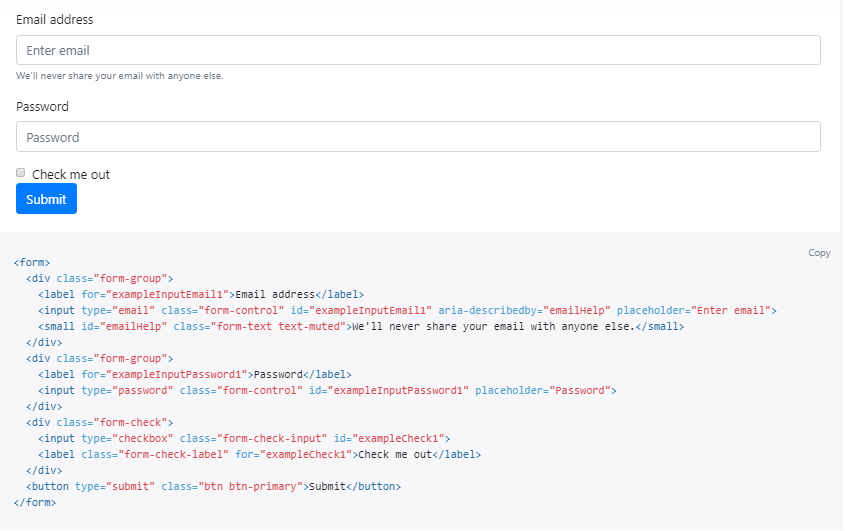 Email address
Enter email
We'll never share your email with anyone else.
Password
Password
Check me out
Submit
Copy
<form>
  <div class="form-group">
    <label for="exampleInputEmail1">Email address</label>
    <input type="email" class="form-control" id="exampleInputEmail1" aria-describedby="emailHelp" placeholder="Enter email">
    <small id="emailHelp" class="form-text text-muted">We'll never share your email with anyone else.</small>
  </div>
  <div class="form-group">
    <label for="exampleInputPassword1">Password</label>
    <input type="password" class="form-control" id="exampleInputPassword1" placeholder="Password">
  </div>
  <div class="form-check">
    <input type="checkbox" class="form-check-input" id="exampleCheck1">
    <label class="form-check-label" for="exampleCheck1">Check me out</label>
  </div>
  <button type="submit" class="btn btn-primary">Submit</button>
</form>